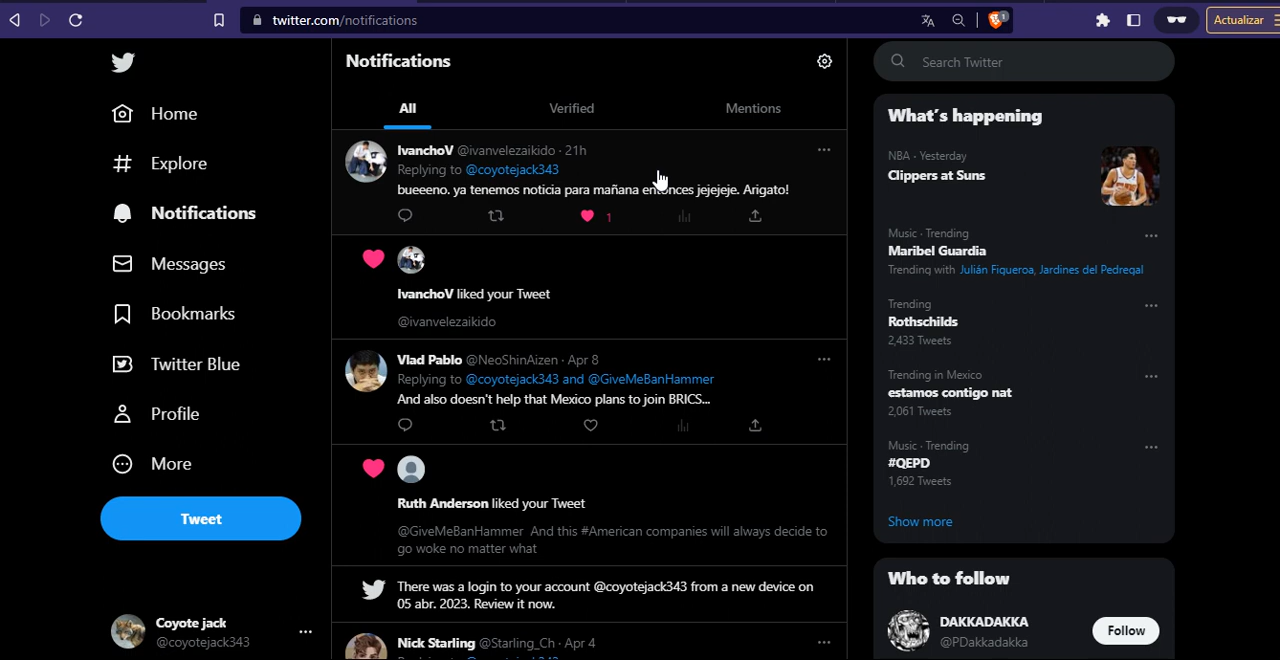 twitter.com/notifications
Actualizar
Home
Explore
Notifications
Messages
Bookmarks
Twitter Blue
Profile
More
Tweet
Coyote jack
@coyotejack343
Notifications
All Verified Mentions
IvanchoV @ivanvelezaikido · 21h
Replying to @coyotejack343
bueeeno. ya tenemos noticia para mañana entonces jejejeje. Arigato!
1
IvanchoV liked your Tweet
@ivanvelezaikido
Vlad Pablo @NeoShinAizen · Apr 8
Replying to @coyotejack343 and @GiveMeBanHammer
And also doesn't help that Mexico plans to join BRICS...
Ruth Anderson liked your Tweet
@GiveMeBanHammer And this #American companies will always decide to
go woke no matter what
There was a login to your account @coyotejack343 from a new device on
05 abr. 2023. Review it now.
Nick Starling @Starling_Ch · Apr 4
Search Twitter
What's happening
NBA · Yesterday
Clippers at Suns
Music · Trending
Maribel Guardia
Trending with Julián Figueroa, Jardines del Pedregal
Trending
Rothschilds
2,433 Tweets
Trending in Mexico
estamos contigo nat
2,061 Tweets
Music · Trending
#QEPD
1,692 Tweets
Show more
Who to follow
DAKKADAKKA
@PDakkadakka
Follow